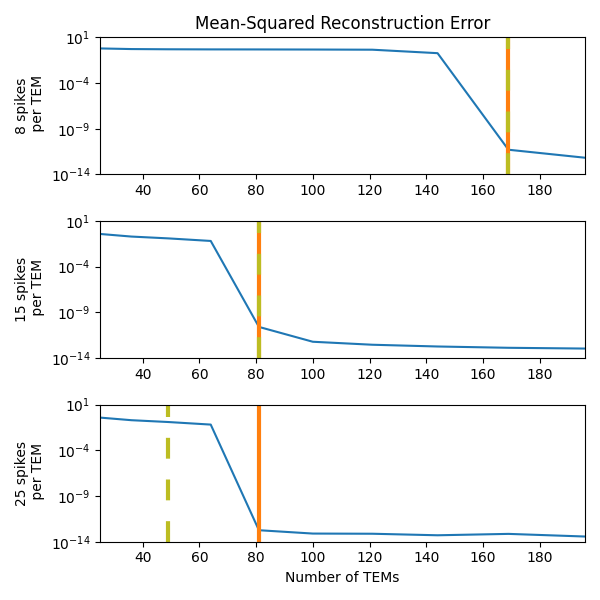 Mean-Squared Reconstruction Error
8 spikes
per TEM
10^1
10^-4
10^-9
10^-14
40 60 80 100 120 140 160 180
15 spikes
per TEM
10^1
10^-4
10^-9
10^-14
40 60 80 100 120 140 160 180
25 spikes
per TEM
10^1
10^-4
10^-9
10^-14
40 60 80 100 120 140 160 180
Number of TEMs